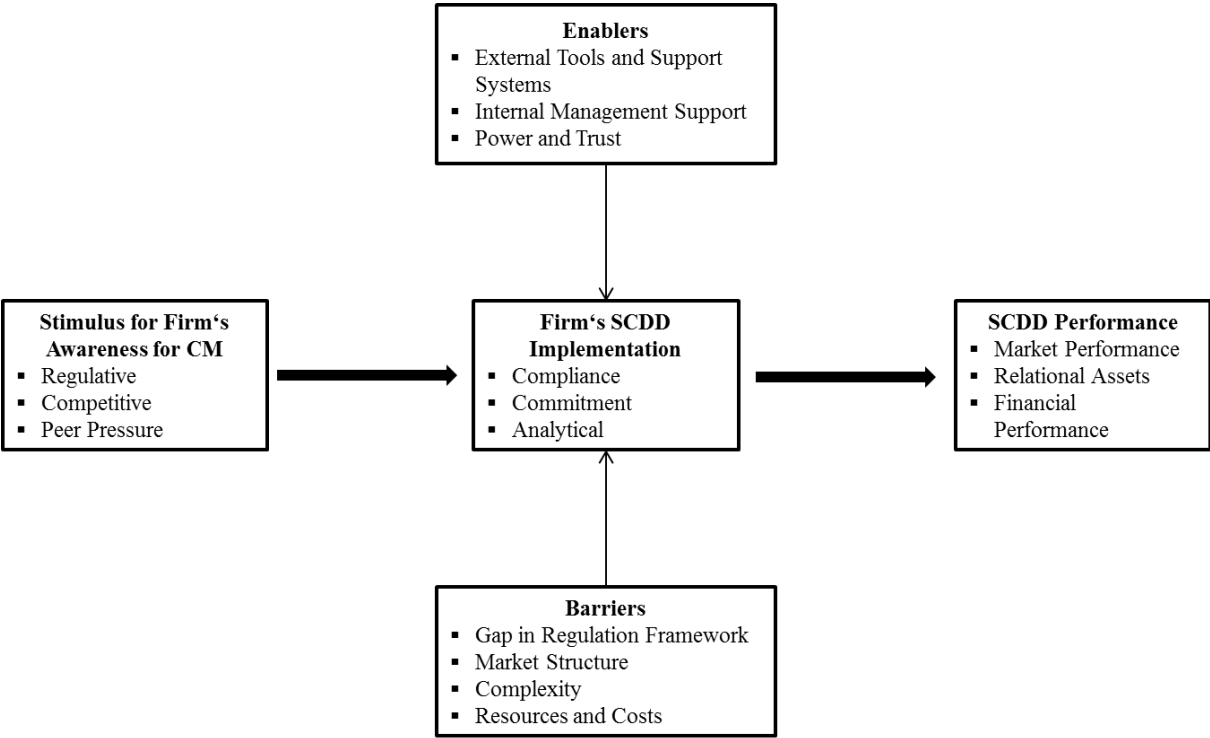 Enablers
▪ External Tools and Support
Systems
▪ Internal Management Support
▪ Power and Trust
Stimulus for Firm‘s
Awareness for CM
▪ Regulative
▪ Competitive
▪ Peer Pressure
Firm‘s SCDD
Implementation
▪ Compliance
▪ Commitment
▪ Analytical
SCDD Performance
▪ Market Performance
▪ Relational Assets
▪ Financial
Performance
Barriers
▪ Gap in Regulation Framework
▪ Market Structure
▪ Complexity
▪ Resources and Costs